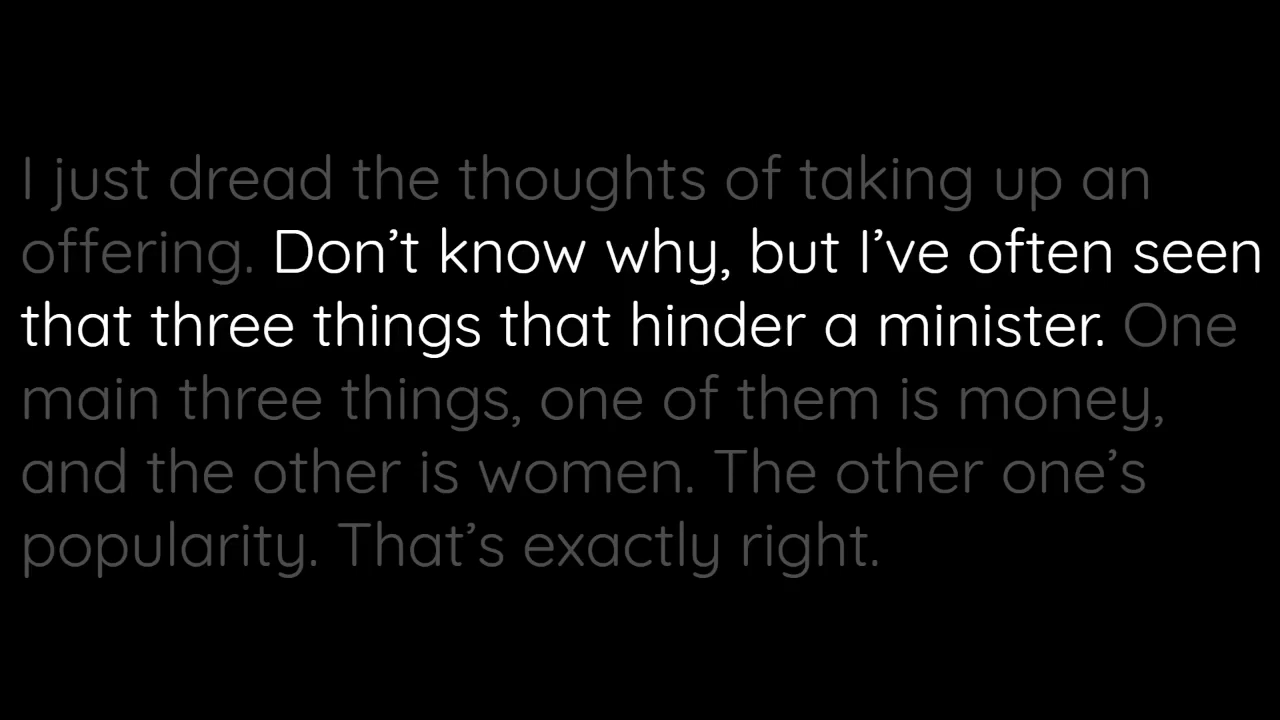 I just dread the thoughts of taking up an
offering. Don’t know why, but I’ve often seen
that three things that hinder a minister. One
main three things, one of them is money,
and the other is women. The other one’s
popularity. That’s exactly right.